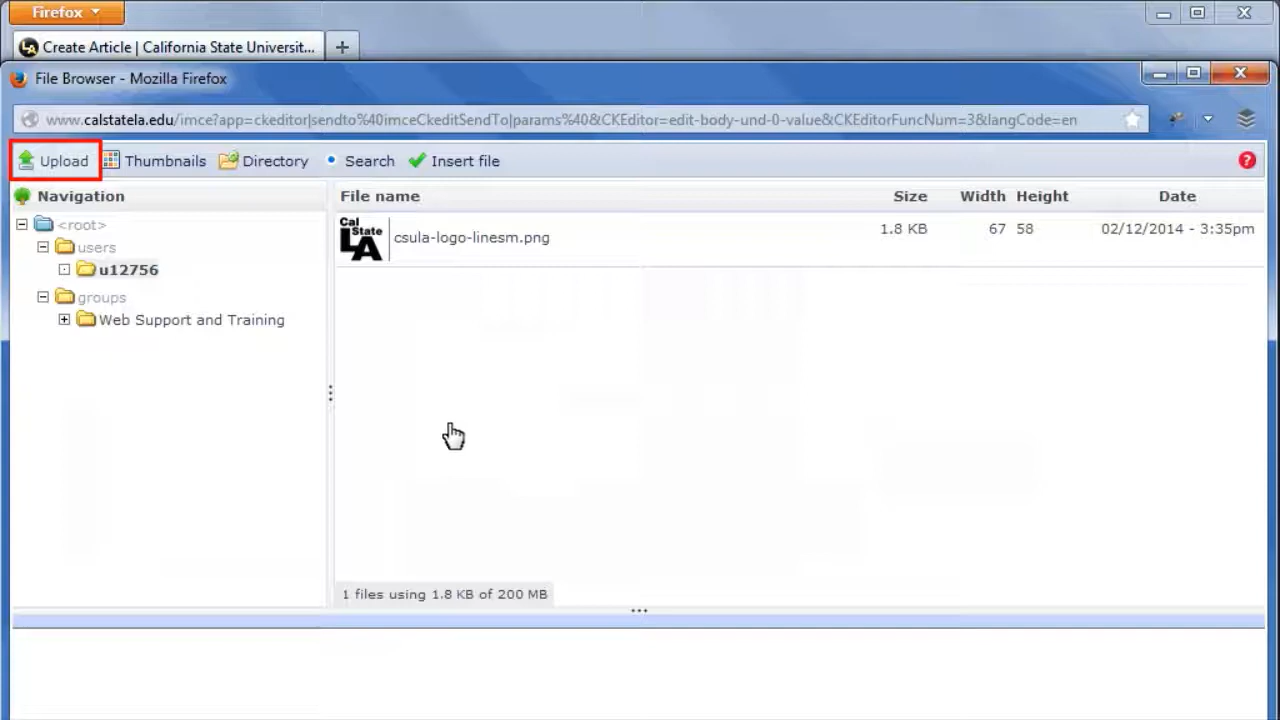 Firefox
Create Article | California State Universit...
File Browser - Mozilla Firefox
www.calstatela.edu/imce?app=ckeditor|sendto%40imceCkeditSendTo|params%40&CKEditor=edit-body-und-0-value&CKEditorFuncNum=3&langCode=en
Upload Thumbnails Directory Search Insert file ?
Navigation File name Size Width Height Date
<root>
Cal State LA csula-logo-linesm.png 1.8 KB 67 58 02/12/2014 - 3:35pm
users
u12756
groups
Web Support and Training
1 files using 1.8 KB of 200 MB